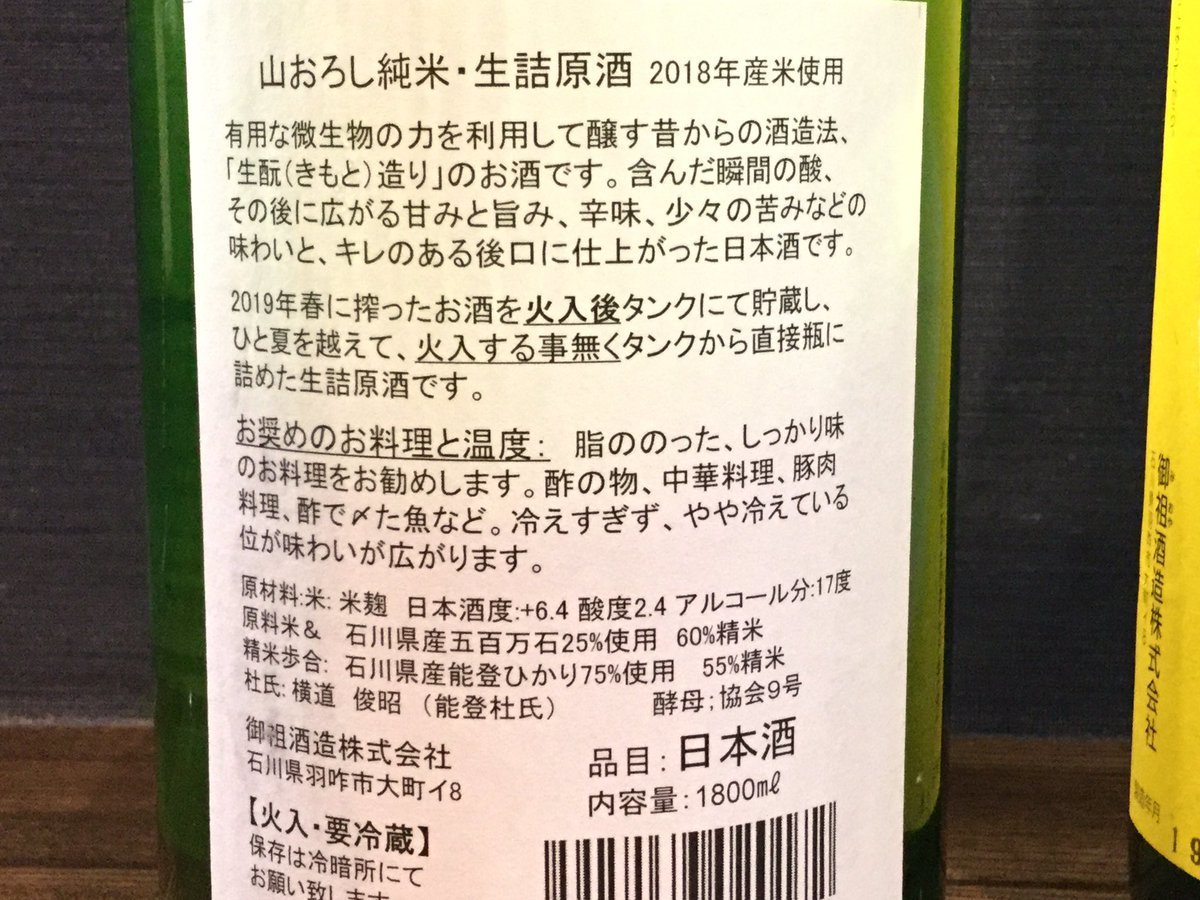 山おろし純米・生詰原酒 2018年産米使用
有用な微生物の力を利用して醸す昔からの酒造法、
「生酛(きもと)造り」のお酒です。含んだ瞬間の酸、
その後に広がる甘みと旨み、辛味、少々の苦みなどの
味わいと、キレのある後口に仕上がった日本酒です。
2019年春に搾ったお酒を火入後タンクにて貯蔵し、
ひと夏を越えて、火入する事無くタンクから直接瓶に
詰めた生詰原酒です。
お奨めのお料理と温度: 脂ののった、しっかり味
のお料理をお勧めします。酢の物、中華料理、豚肉
料理、酢で〆た魚など。冷えすぎず、やや冷えている
位が味わいが広がります。
原材料:米: 米麹 日本酒度:+6.4 酸度2.4 アルコール分:17度
原料米& 石川県産五百万石25%使用 60%精米
精米歩合: 石川県産能登ひかり75%使用 55%精米
杜氏: 横道 俊昭 (能登杜氏) 酵母;協会9号
御祖酒造株式会社
石川県羽咋市大町イ8
品目:日本酒
内容量:1800㎖
【火入・要冷蔵】
保存は冷暗所にて
お願い致します
御祖酒造株式会社
製造年月